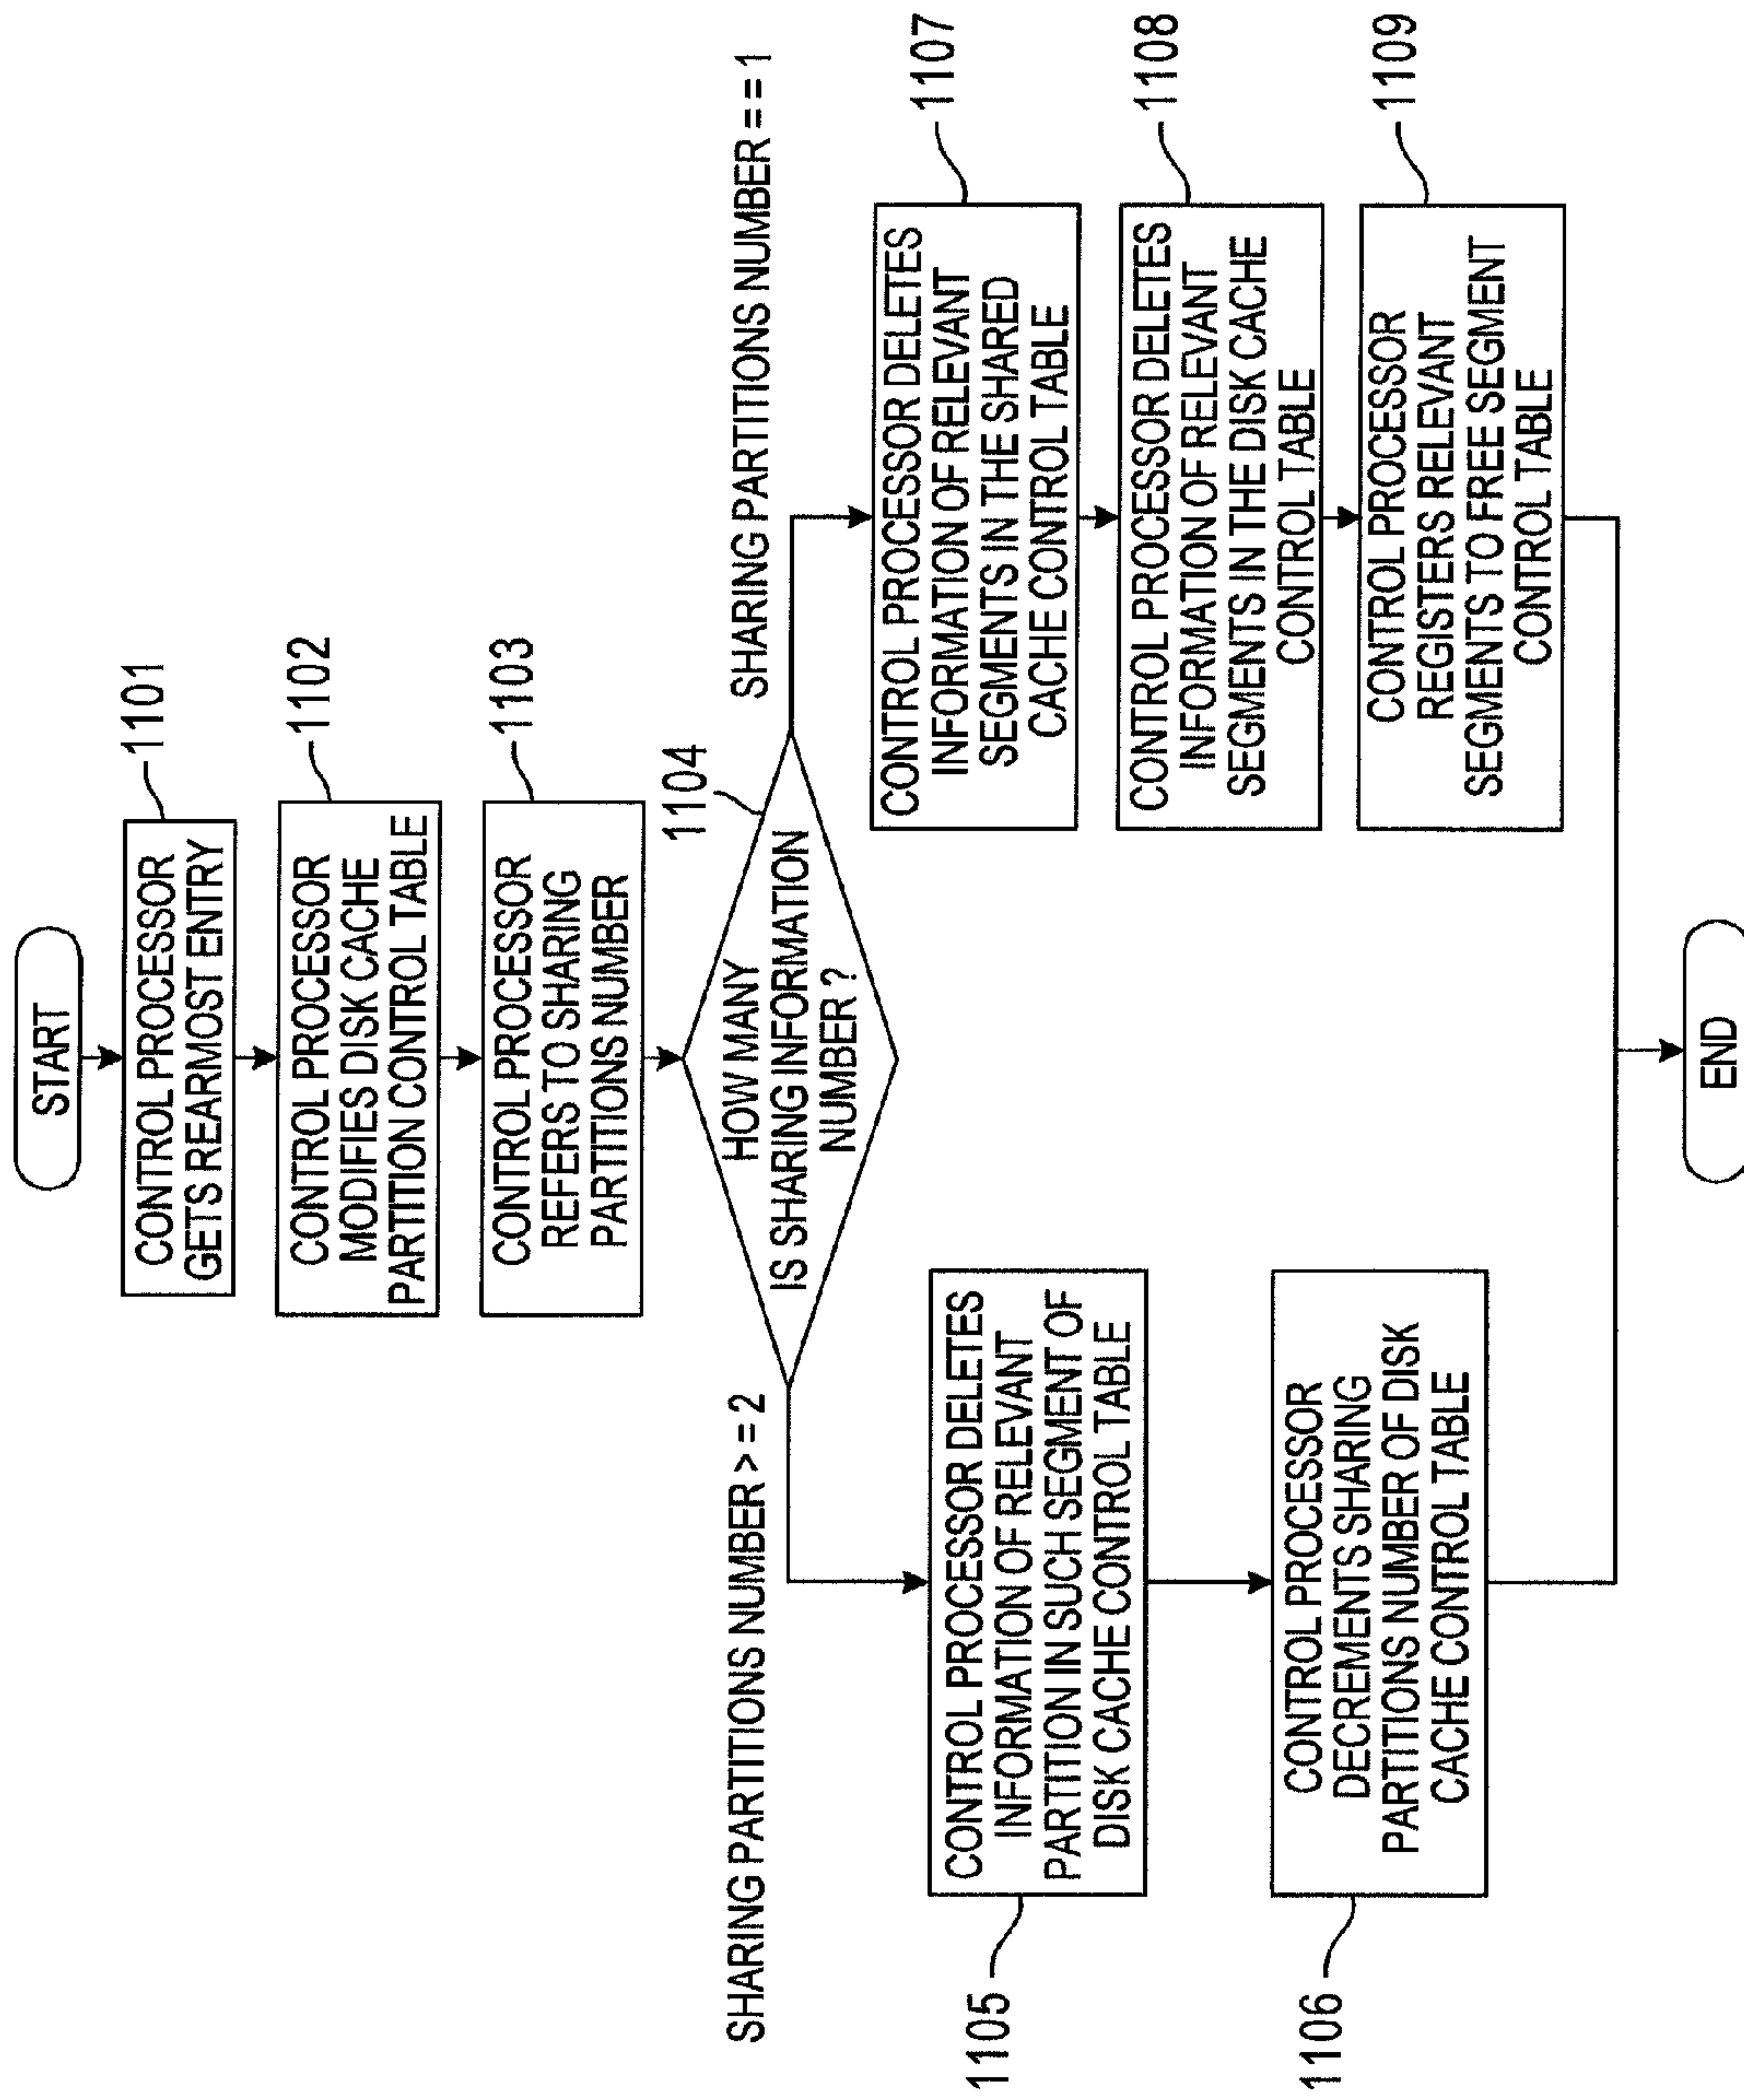 START
CONTROL PROCESSOR
GETS REARMOST ENTRY
1101
CONTROL PROCESSOR
MODIFIES DISK CACHE
PARTITION CONTROL TABLE
1102
CONTROL PROCESSOR
REFERS TO SHARING
PARTITIONS NUMBER
1103
HOW MANY
IS SHARING INFORMATION
NUMBER?
1104
SHARING PARTITIONS NUMBER > = 2
SHARING PARTITIONS NUMBER = = 1
CONTROL PROCESSOR DELETES
INFORMATION OF RELEVANT
PARTITION IN SUCH SEGMENT OF
DISK CACHE CONTROL TABLE
1105
CONTROL PROCESSOR
DECREMENTS SHARING
PARTITIONS NUMBER OF DISK
CACHE CONTROL TABLE
1106
CONTROL PROCESSOR DELETES
INFORMATION OF RELEVANT
SEGMENTS IN THE SHARED
CACHE CONTROL TABLE
1107
CONTROL PROCESSOR DELETES
INFORMATION OF RELEVANT
SEGMENTS IN THE DISK CACHE
CONTROL TABLE
1108
CONTROL PROCESSOR
REGISTERS RELEVANT
SEGMENTS TO FREE SEGMENT
CONTROL TABLE
1109
END